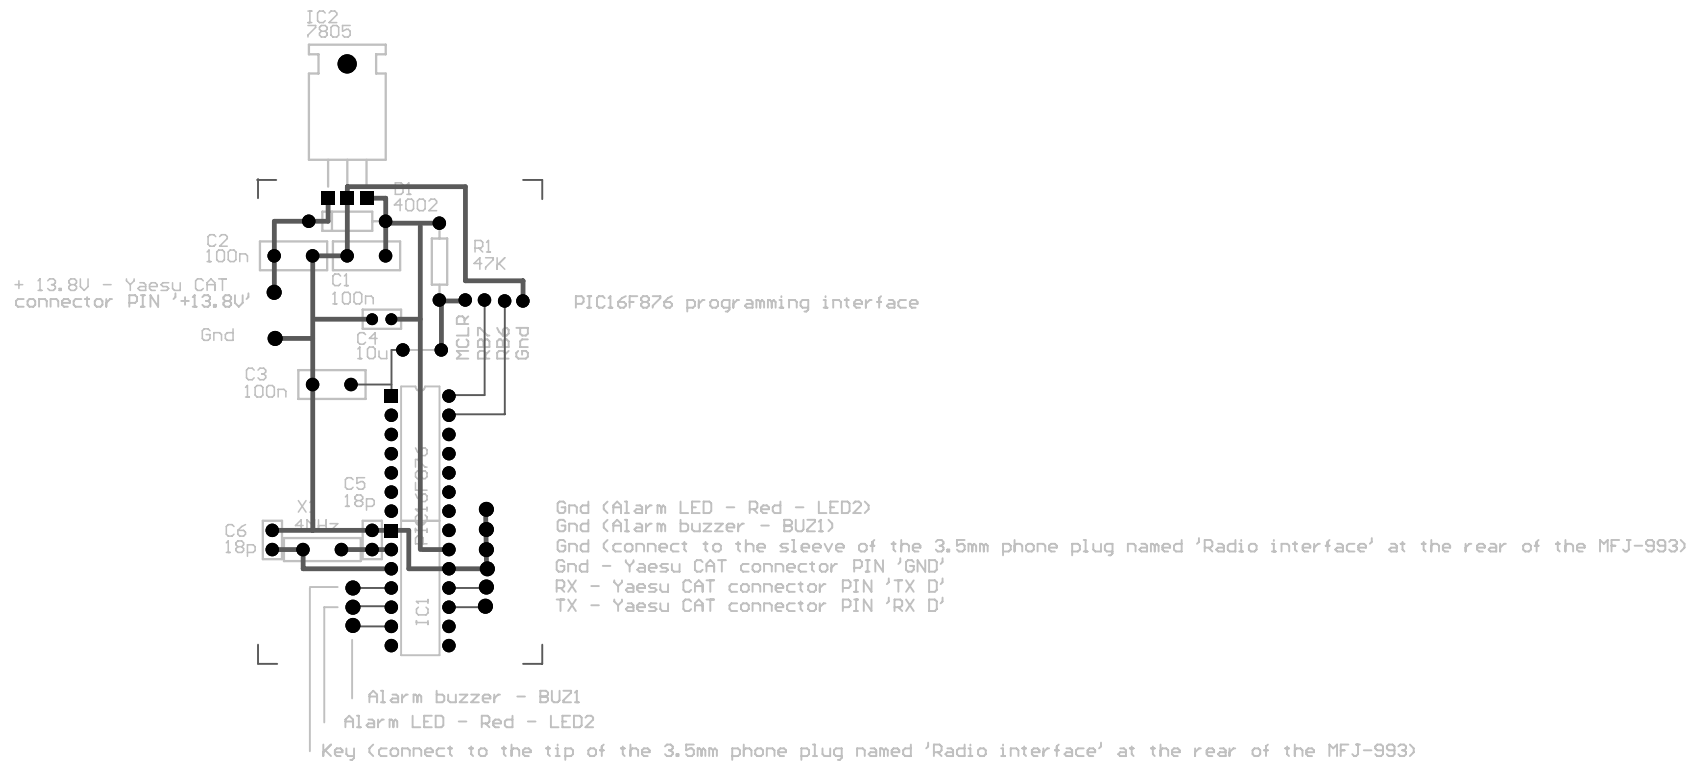 IC2
7805
D1
4002
C2
100n
R1
47K
C1
100n
+ 13.8V - Yaesu CAT
connector PIN '+13.8V'
PIC16F876 programming interface
Gnd
C4
10u
MCLR
RB7
RB6
Gnd
C3
100n
PIC16F876
C5
18p
4MHz
C6
18p
Gnd (Alarm LED - Red - LED2)
Gnd (Alarm buzzer - BUZ1)
Gnd (connect to the sleeve of the 3.5mm phone plug named 'Radio interface' at the rear of the MFJ-993)
Gnd - Yaesu CAT connector PIN 'GND'
RX - Yaesu CAT connector PIN 'TX D'
TX - Yaesu CAT connector PIN 'RX D'
IC1
Alarm buzzer - BUZ1
Alarm LED - Red - LED2
Key (connect to the tip of the 3.5mm phone plug named 'Radio interface' at the rear of the MFJ-993)